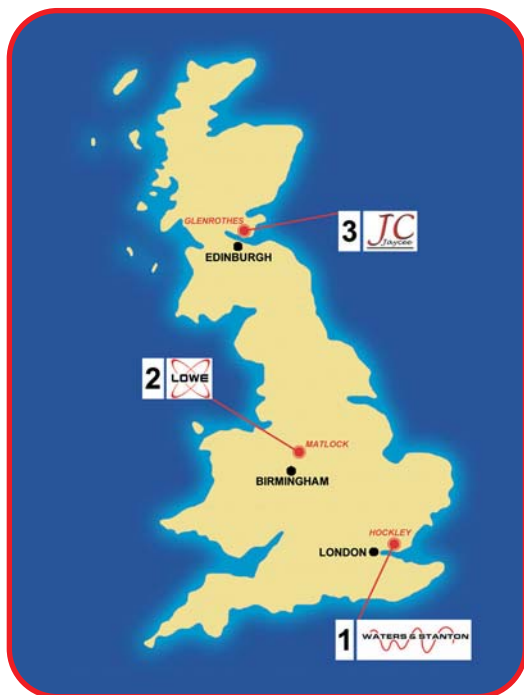 GLENROTHES
3 JC
Jaycee
EDINBURGH
2 LOWE
MATLOCK
BIRMINGHAM
HOCKLEY
LONDON
1 WATERS & STANTON